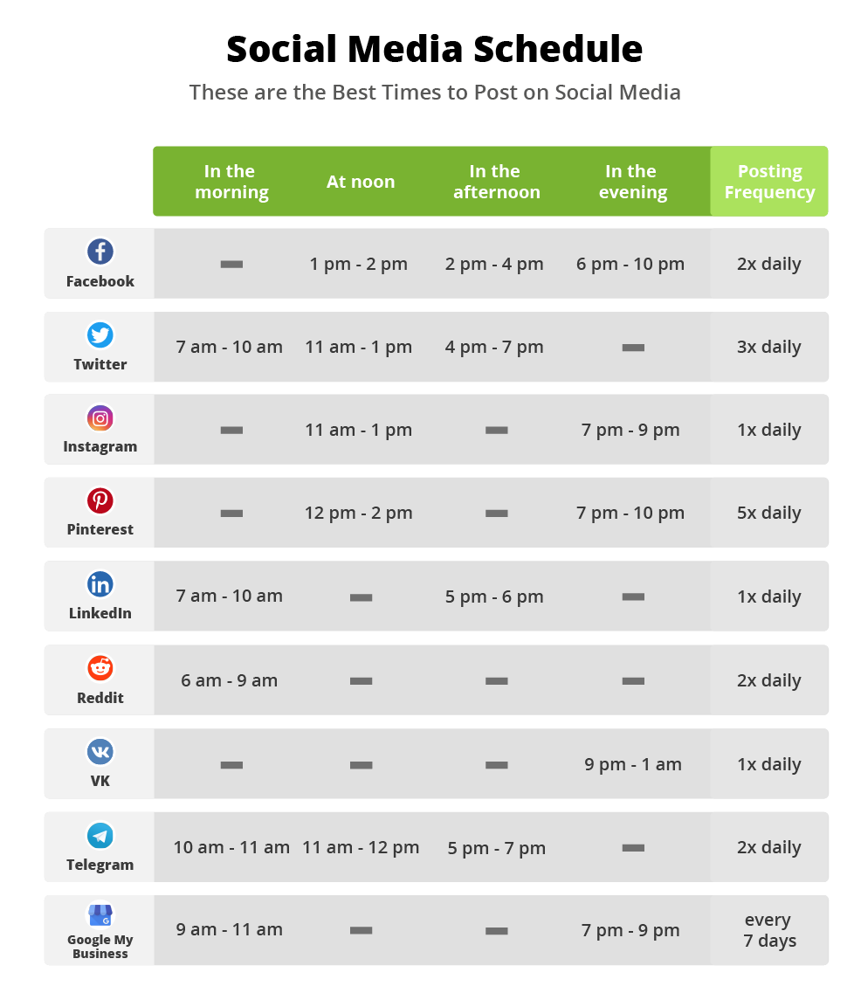 Social Media Schedule
These are the Best Times to Post on Social Media
In the morning
At noon
In the afternoon
In the evening
Posting Frequency
Facebook
1 pm - 2 pm
2 pm - 4 pm
6 pm - 10 pm
2x daily
Twitter
7 am - 10 am
11 am - 1 pm
4 pm - 7 pm
3x daily
Instagram
11 am - 1 pm
7 pm - 9 pm
1x daily
Pinterest
12 pm - 2 pm
7 pm - 10 pm
5x daily
LinkedIn
7 am - 10 am
5 pm - 6 pm
1x daily
Reddit
6 am - 9 am
2x daily
VK
9 pm - 1 am
1x daily
Telegram
10 am - 11 am
11 am - 12 pm
5 pm - 7 pm
2x daily
Google My
Business
9 am - 11 am
7 pm - 9 pm
every
7 days